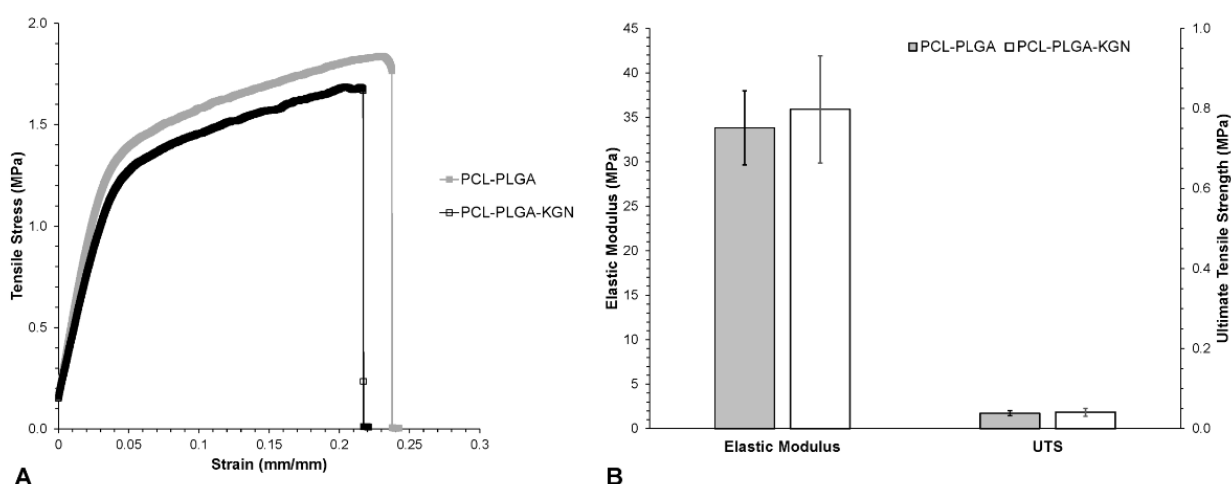 2.0
1.5
1.0
0.5
0.0
Tensile Stress (MPa)
0
0.05
0.1
0.15
0.2
0.25
0.3
Strain (mm/mm)
PCL-PLGA
PCL-PLGA-KGN
A
45
40
35
30
25
20
15
10
5
0
Elastic Modulus (MPa)
PCL-PLGA PCL-PLGA-KGN
1.0
0.8
0.6
0.4
0.2
0.0
Ultimate Tensile Strength (MPa)
Elastic Modulus
UTS
B